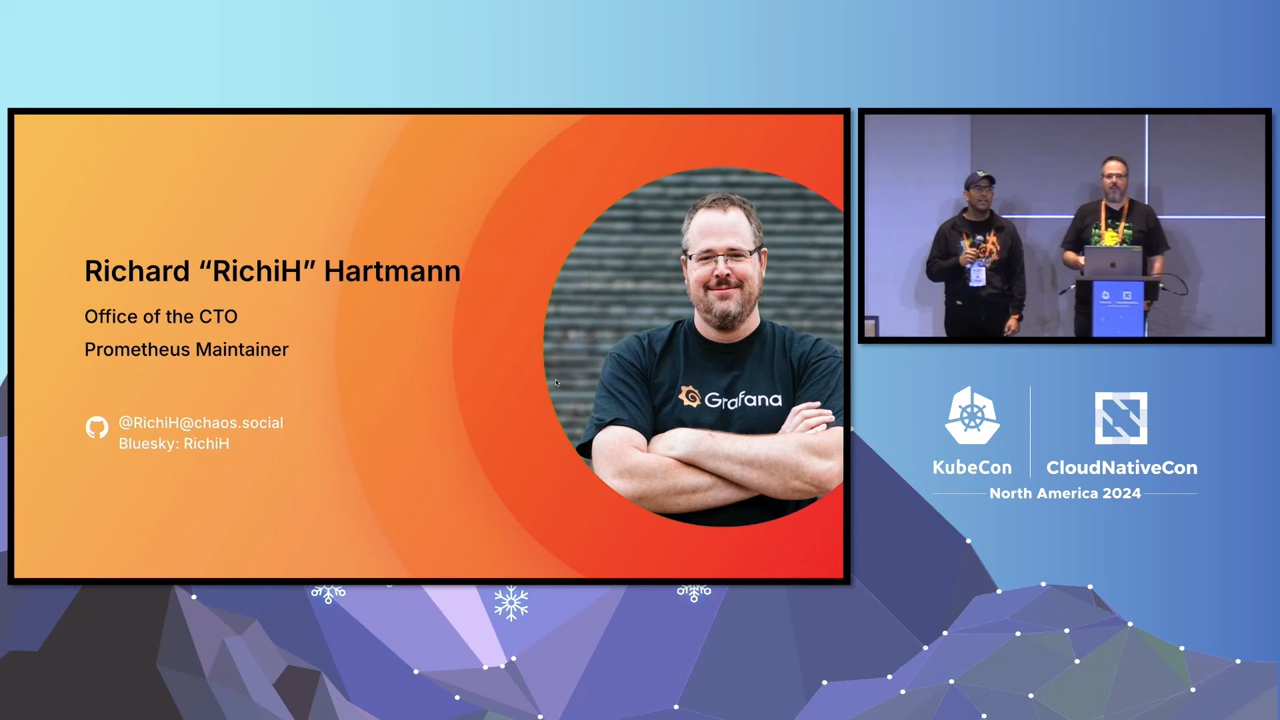 Richard “RichiH” Hartmann
Office of the CTO
Prometheus Maintainer
@RichiH@chaos.social
Bluesky: RichiH
Grafana
KubeCon
CloudNativeCon
North America 2024